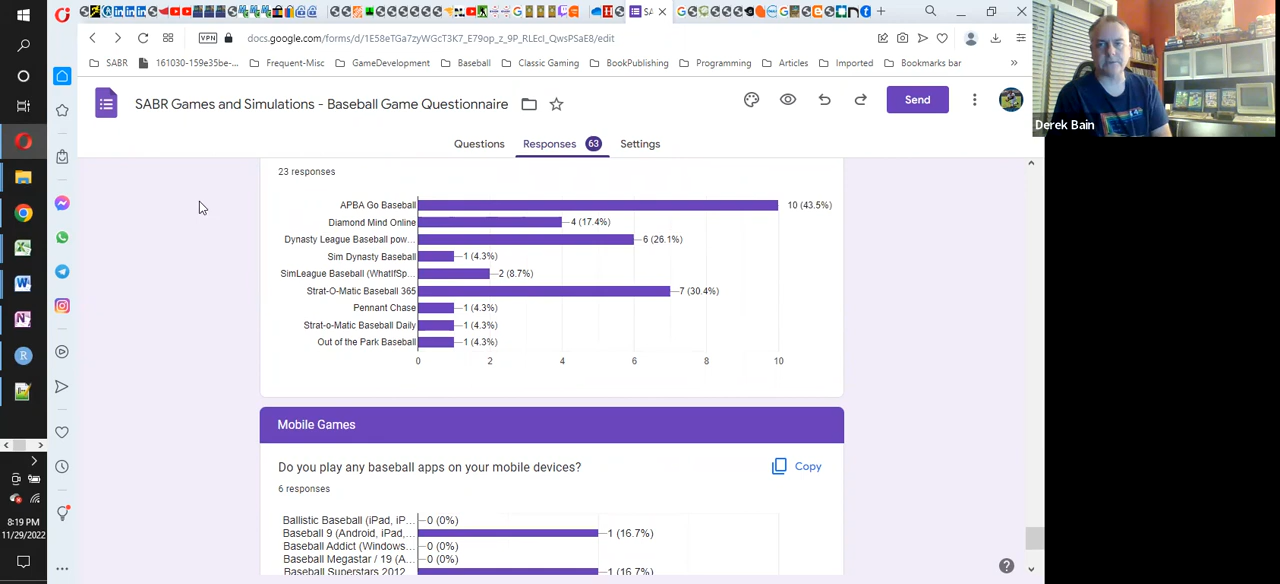 VPN
docs.google.com/forms/d/1E58eTGa7zyWGcT3K7_E79op_z_9P_RLEcI_QwsPSaE8/edit
SABR
161030-159e35be-...
Frequent-Misc
GameDevelopment
Baseball
Classic Gaming
BookPublishing
Programming
Articles
Imported
Bookmarks bar
»
SABR Games and Simulations - Baseball Game Questionnaire
Send
Derek Bain
Questions
Responses 63
Settings
23 responses
APBA Go Baseball 10 (43.5%)
Diamond Mind Online 4 (17.4%)
Dynasty League Baseball pow... 6 (26.1%)
Sim Dynasty Baseball 1 (4.3%)
SimLeague Baseball (WhatIfSp... 2 (8.7%)
Strat-O-Matic Baseball 365 7 (30.4%)
Pennant Chase 1 (4.3%)
Strat-o-Matic Baseball Daily 1 (4.3%)
Out of the Park Baseball 1 (4.3%)
0 2 4 6 8 10
Mobile Games
Do you play any baseball apps on your mobile devices?
Copy
6 responses
Ballistic Baseball (iPad, iP... 0 (0%)
Baseball 9 (Android, iPad,... 1 (16.7%)
Baseball Addict (Windows... 0 (0%)
Baseball Megastar / 19 (A... 0 (0%)
Baseball Superstars 2012 1 (16.7%)
8:19 PM
11/29/2022